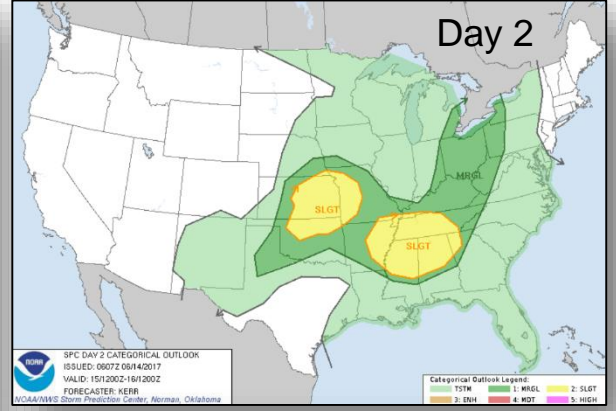 Day 2
MRGL
SLGT
SLGT
SPC DAY 2 CATEGORICAL OUTLOOK
ISSUED: 0607Z 06/14/2017
VALID: 15/1200Z-16/1200Z
FORECASTER: KERR
NOAA/NWS Storm Prediction Center, Norman, Oklahoma
NOAA
Categorical Outlook Legend:
TSTM 1: MRGL 2: SLGT
3: ENH 4: MDT 5: HIGH